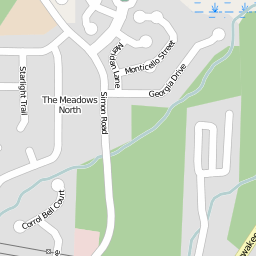 Meridian Lane
Monticello Street
Starlight Trail
Georgia Drive
The Meadows
North
Simon Road
Corral Bell Court